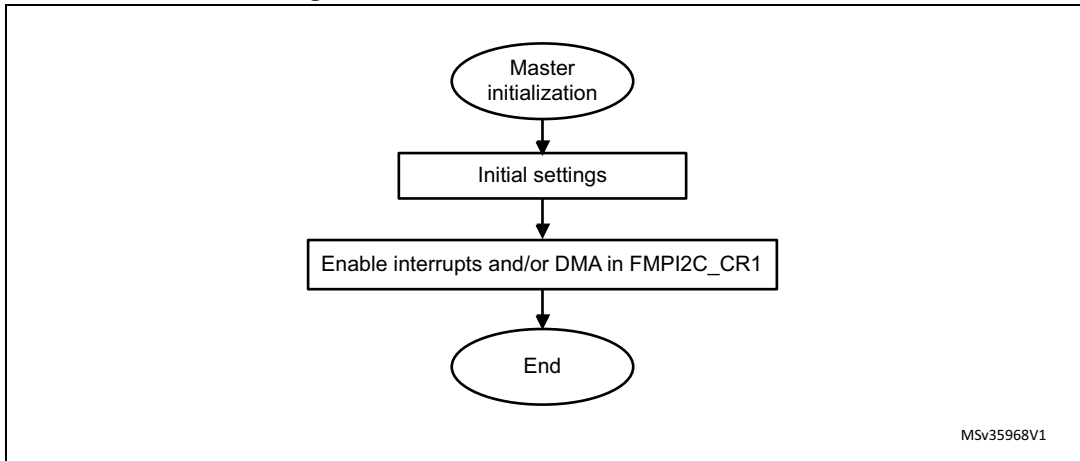 Master
initialization
Initial settings
Enable interrupts and/or DMA in FMPI2C_CR1
End
MSv35968V1